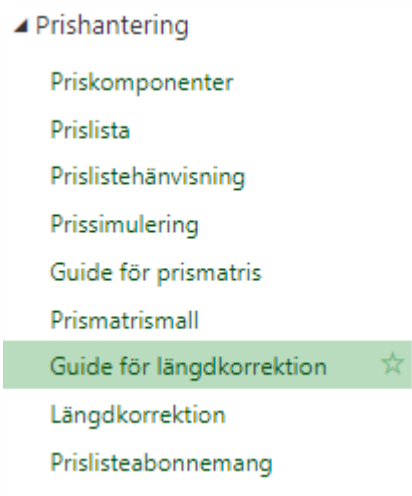 Prishantering
Priskomponenter
Prislista
Prislistehänvisning
Prissimulering
Guide för prismatris
Prismatrismall
Guide för längdkorrektion
Längdkorrektion
Prislisteabonnemang